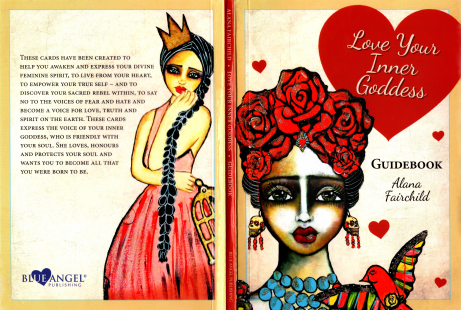 THESE CARDS HAVE BEEN CREATED TO
HELP YOU AWAKEN AND EXPRESS YOUR DIVINE
FEMININE SPIRIT, TO LIVE FROM YOUR HEART,
TO EMPOWER YOUR TRUE SELF – AND TO
DISCOVER YOUR SACRED REBEL WITHIN, TO SAY
NO TO THE VOICES OF FEAR AND HATE AND
BECOME A VOICE FOR LOVE, TRUTH AND
SPIRIT ON THE EARTH. THESE CARDS
EXPRESS THE VOICE OF YOUR INNER
GODDESS, WHO IS FRIENDLY WITH
YOUR SOUL. SHE LOVES, HONOURS
AND PROTECTS YOUR SOUL AND
WANTS YOU TO BECOME ALL THAT
YOU WERE BORN TO BE.
BLUE ANGEL®
PUBLISHING
ALANA FAIRCHILD • LOVE YOUR INNER GODDESS • GUIDEBOOK
BLUE ANGEL PUBLISHING
Love Your
Inner
Goddess
GUIDEBOOK
Alana
Fairchild